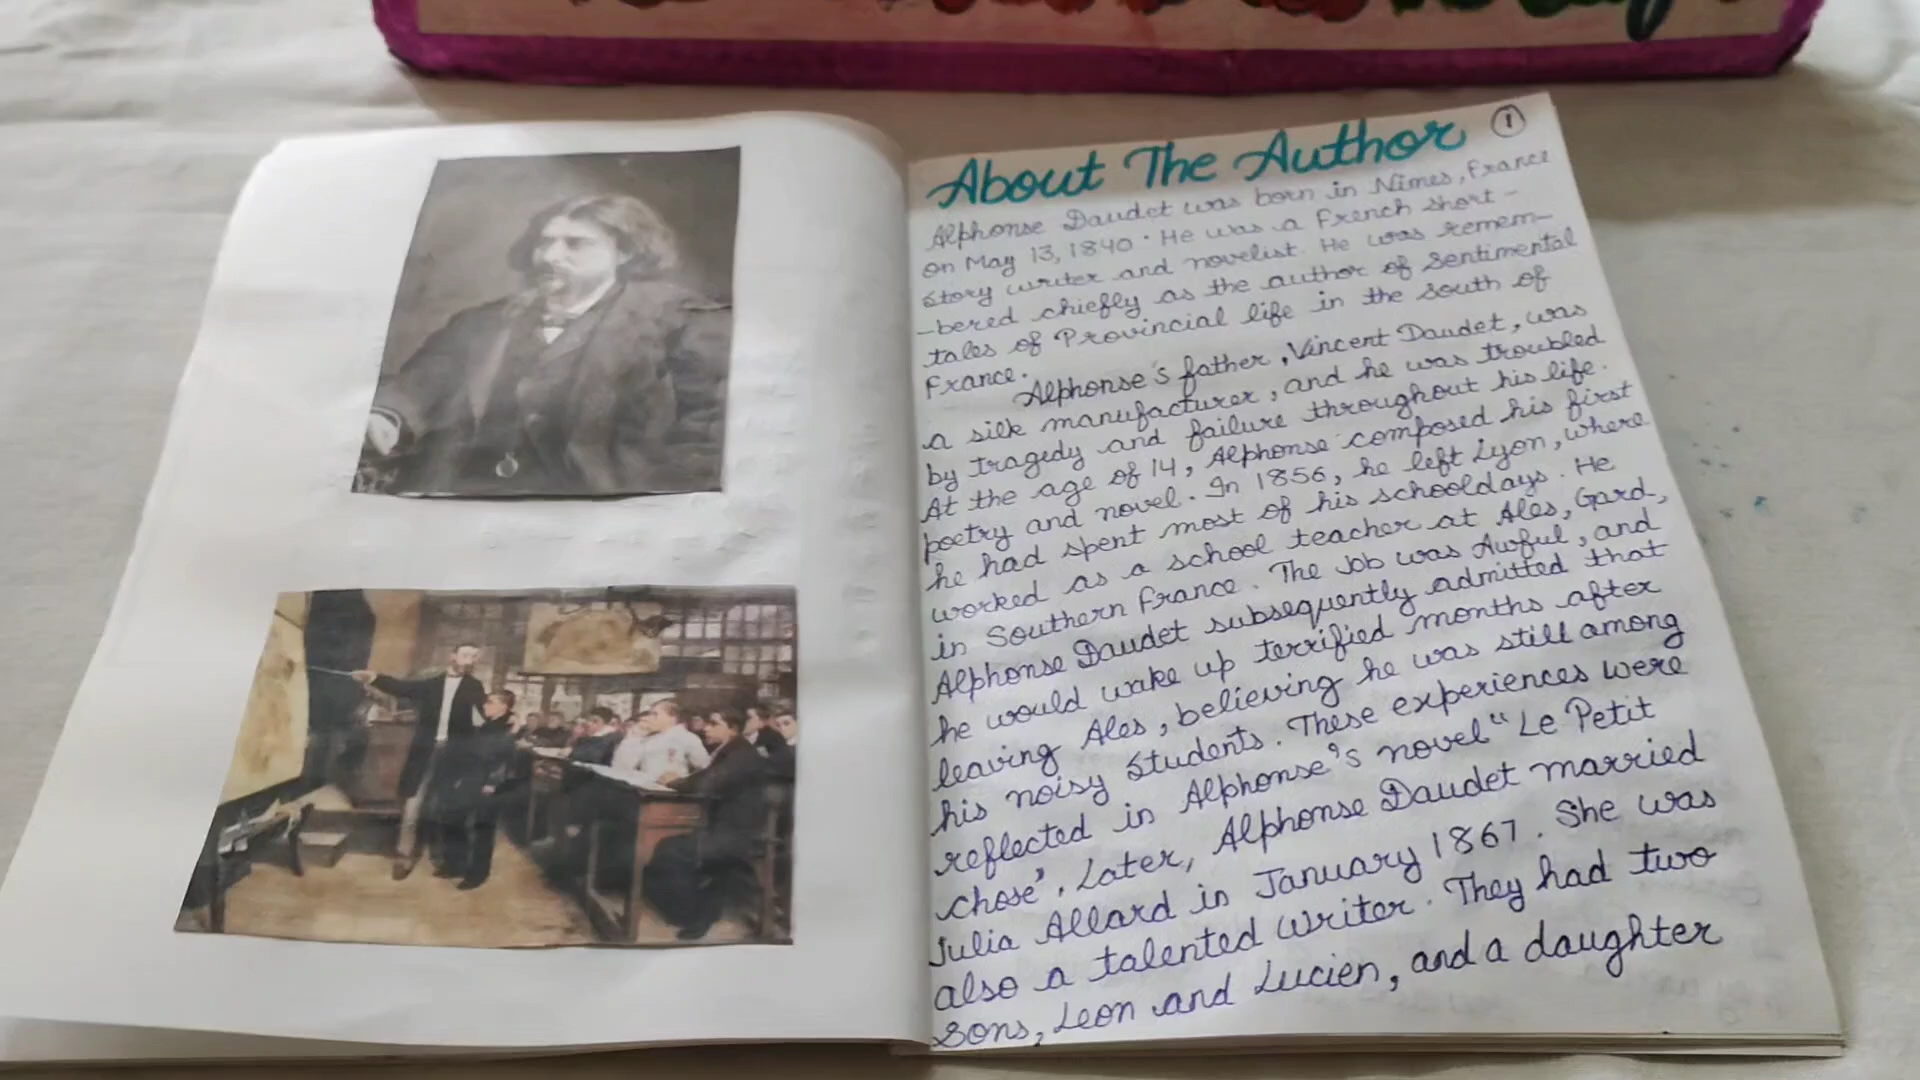 About The Author
1
Alphonse Daudet was born in Nimes, France
on May 13, 1840. He was a French short-
story writer and novelist. He was remem-
-bered chiefly as the author of sentimental
tales of Provincial life in the south of
France.
Alphonse's father, Vincent Daudet, was
a silk manufacturer, and he was troubled
by tragedy and failure throughout his life.
At the age of 14, Alphonse composed his first
poetry and novel. In 1856, he left Lyon, where
he had spent most of his schooldays. He
worked as a school teacher at Ales, Gard,
in Southern France. The Job was Awful, and
Alphonse Daudet subsequently admitted that
he would wake up terrified months after
leaving Ales, believing he was still among
his noisy students. These experiences were
reflected in Alphonse's novel "Le Petit
chose". Later, Alphonse Daudet married
Julia Allard in January 1867. She was
also a talented writer. They had two
sons, Leon and Lucien, and a daughter